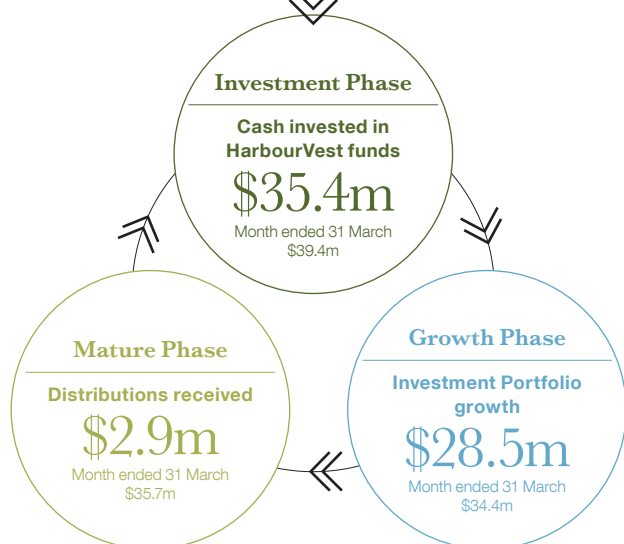 Investment Phase
Cash invested in
HarbourVest funds
$35.4m
Month ended 31 March
$39.4m
Growth Phase
Investment Portfolio
growth
$28.5m
Month ended 31 March
$34.4m
Mature Phase
Distributions received
$2.9m
Month ended 31 March
$35.7m